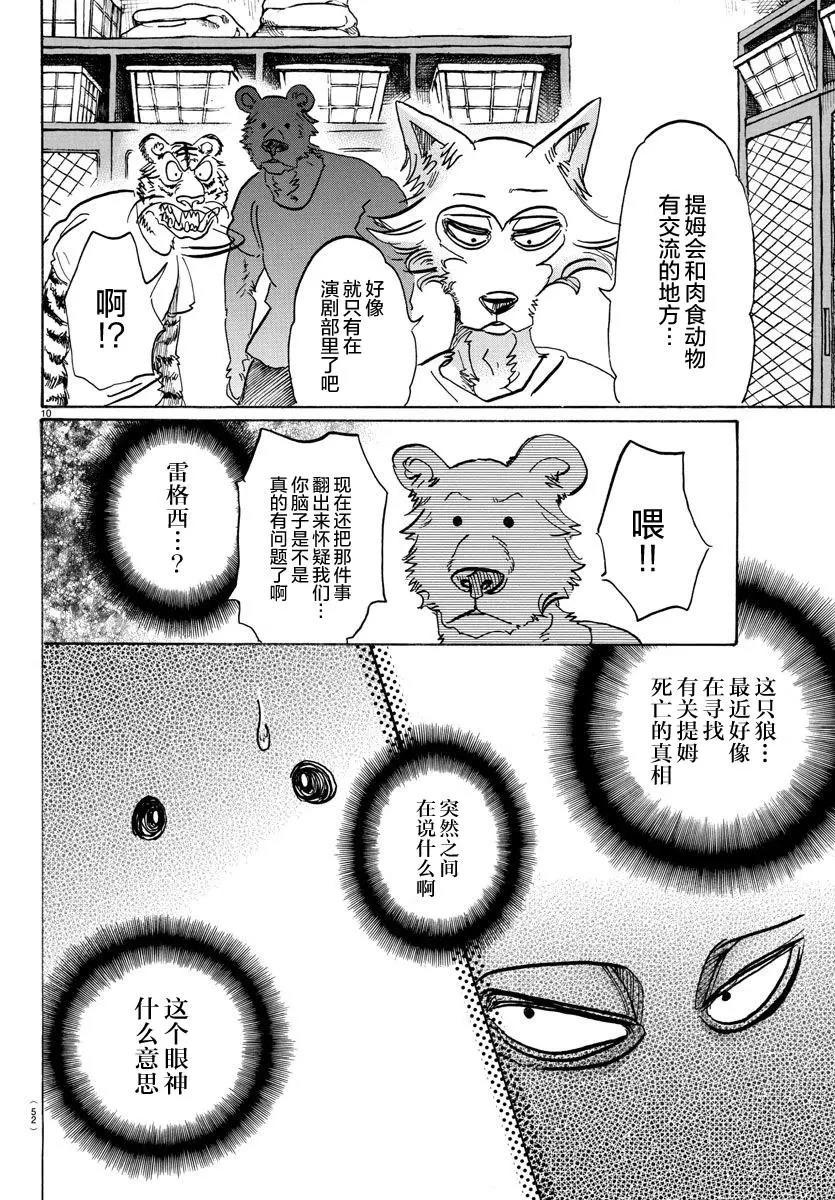 提姆会和肉食动物
有交流的地方…
好像
就只有在
演剧部里了吧
啊!?
10
喂!!
现在还把那件事
翻出来怀疑我们…
你脑子是不是
真的有问题了啊
雷格西…?
这只狼…
最近好像
在寻找
有关提姆
死亡的真相
突然之间
在说什么啊
这个眼神
什么意思
(52)